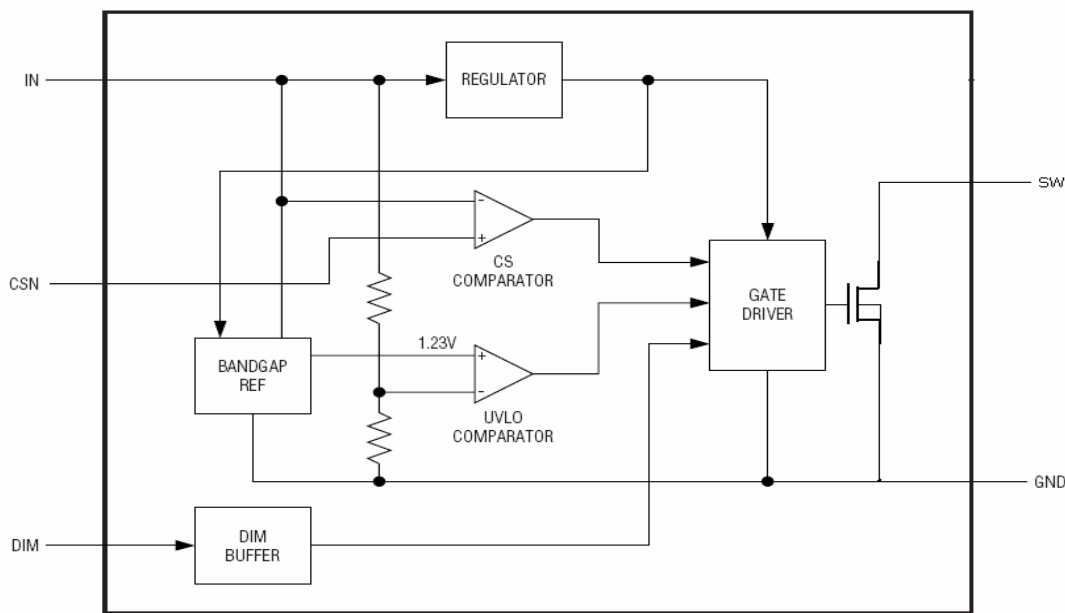 IN
REGULATOR
SW
-
+
CS
COMPARATOR
CSN
GATE
DRIVER
1.23V
+
-
BANDGAP
REF
UVLO
COMPARATOR
GND
DIM
DIM
BUFFER